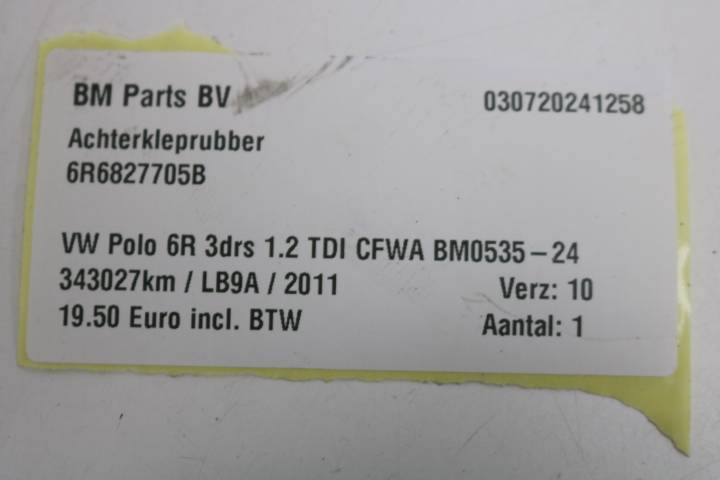 BM Parts BV 030720241258
Achterkleprubber
6R6827705B
VW Polo 6R 3drs 1.2 TDI CFWA BM0535-24
343027km / LB9A / 2011 Verz: 10
19.50 Euro incl. BTW Aantal: 1